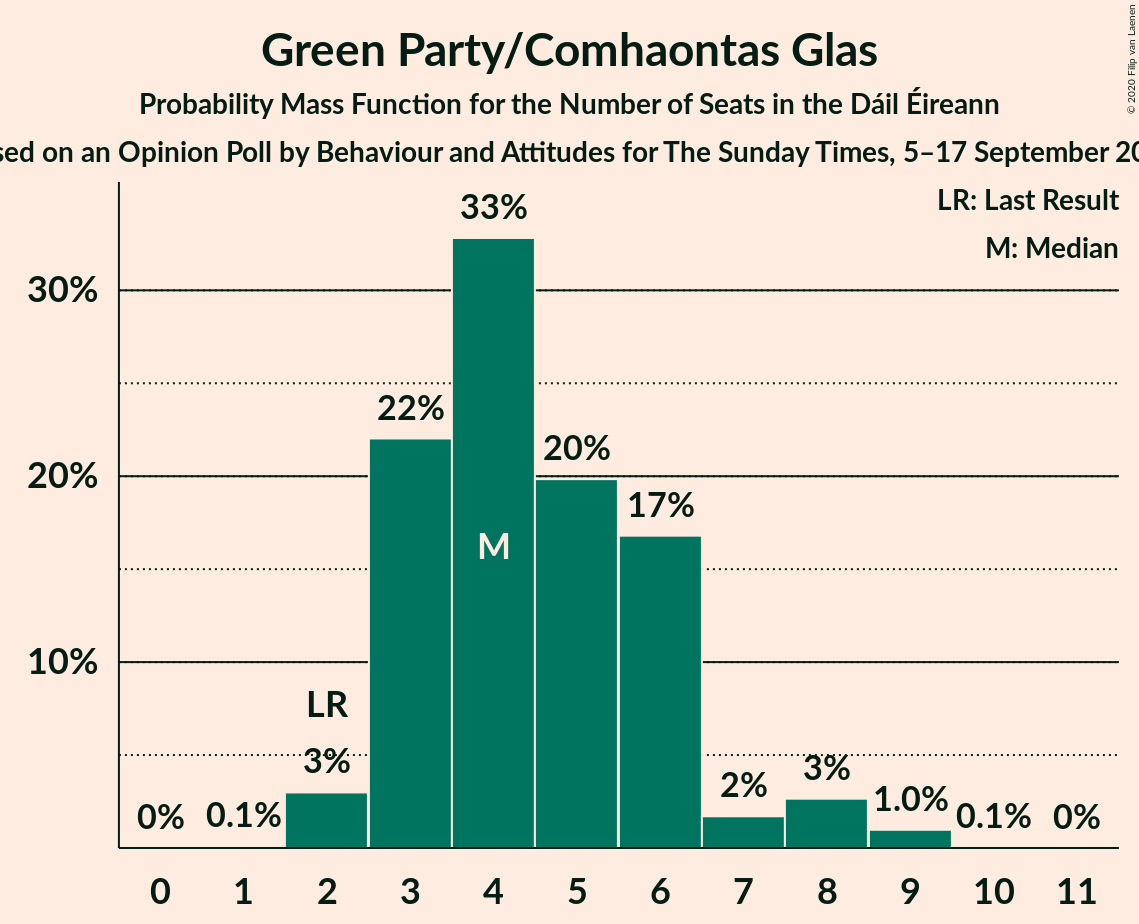 Green Party/Comhaontas Glas
Probability Mass Function for the Number of Seats in the Dáil Éireann
on an Opinion Poll by Behaviour and Attitudes for The Sunday Times, 5–17 September
© 2020 Filip van Laenen
LR: Last Result
M: Median
30%
20%
10%
0%
0.1%
LR
3%
22%
33%
M
20%
17%
2%
3%
1.0%
0.1%
0%
0 1 2 3 4 5 6 7 8 9 10 11